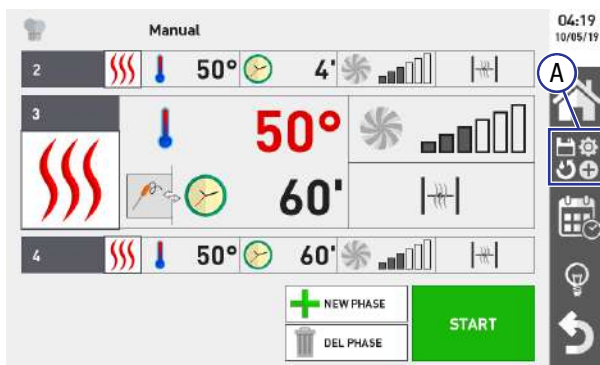 Manual
04:19
10/05/19
2 50° 4'
A
3 50°
60'
4 50° 60'
NEW PHASE
DEL PHASE
START